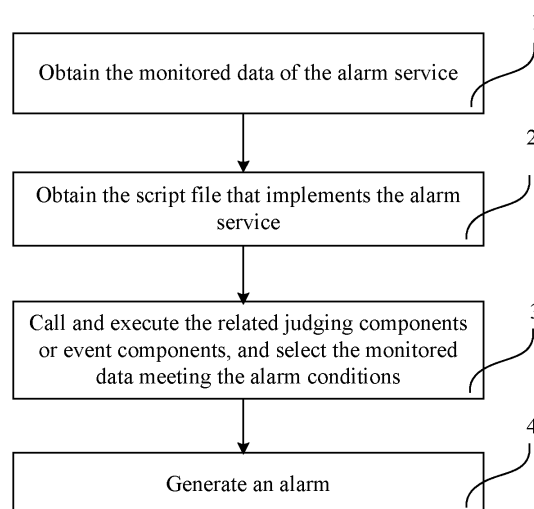 Obtain the monitored data of the alarm service
2
Obtain the script file that implements the alarm
service
Call and execute the related judging components
or event components, and select the monitored
data meeting the alarm conditions
4
Generate an alarm